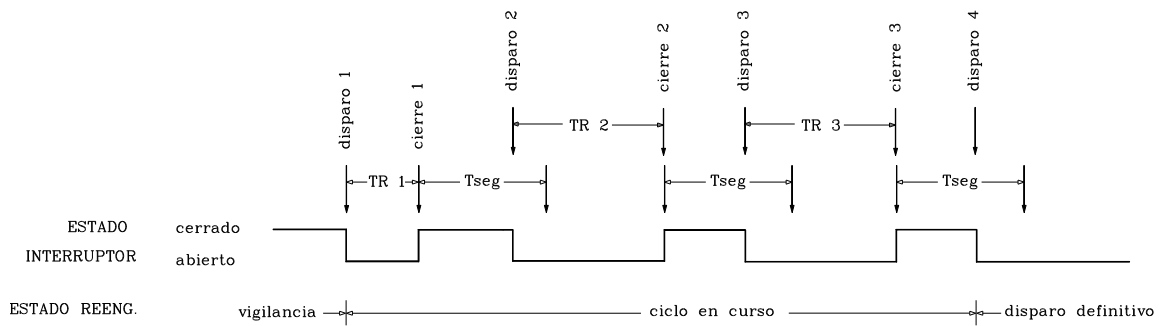 disparo 1
cierre 1
disparo 2
cierre 2
disparo 3
cierre 3
disparo 4
TR 2
TR 3
TR 1
Tseg
Tseg
Tseg
ESTADO cerrado
INTERRUPTOR abierto
ESTADO REENG. vigilancia ciclo en curso disparo definitivo